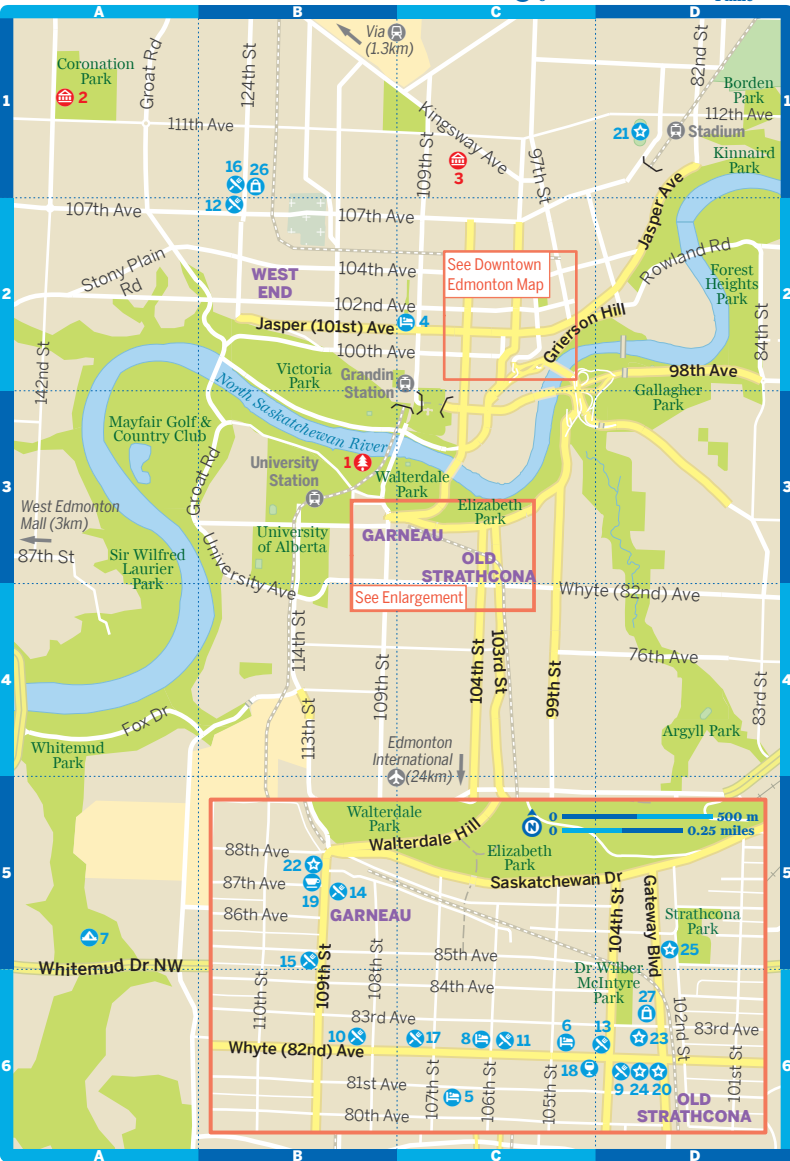 A
B
C
D
Via
(1.3km)
Coronation
Park
2
Groat Rd
124th St
82nd St
Borden
Park
1
1
111th Ave
Kingsway Ave
109th St
97th St
112th Ave
21
Stadium
Kinnaird
Park
3
16
26
12
107th Ave
107th Ave
Jasper Ave
Stony Plain
Rd
WEST
END
104th Ave
See Downtown
Edmonton Map
Rowland Rd
Forest
Heights
Park
2
2
102nd Ave
Jasper (101st) Ave
4
Grierson Hill
84th St
142nd St
100th Ave
Victoria
Park
Grandin
Station
98th Ave
Gallagher
Park
North Saskatchewan River
Mayfair Golf &
Country Club
Groat Rd
University
Station
1
Walterdale
Park
3
3
West Edmonton
Mall (3km)
87th St
Elizabeth
Park
University
of Alberta
GARNEAU
OLD
STRATHCONA
Sir Wilfred
Laurier
Park
University Ave
See Enlargement
Whyte (82nd) Ave
114th St
109th St
104th St
103rd St
99th St
76th Ave
4
4
83rd St
Fox Dr
113th St
Argyll Park
Whitemud
Park
Edmonton
International
(24km)
Walterdale
Park
N
0
500 m
0
0.25 miles
Walterdale Hill
Elizabeth
Park
88th Ave
22
5
5
87th Ave
19
14
Saskatchewan Dr
86th Ave
GARNEAU
104th St
Gateway Blvd
Strathcona
Park
7
25
Whitemud Dr NW
15
109th St
108th St
110th St
85th Ave
84th Ave
Dr Wilber
McIntyre
Park
27
102nd St
83rd Ave
83rd Ave
10
17
8
11
6
13
23
Whyte (82nd) Ave
6
6
18
9
24
20
81st Ave
107th St
5
106th St
105th St
101st St
80th Ave
OLD
STRATHCONA
A
B
C
D